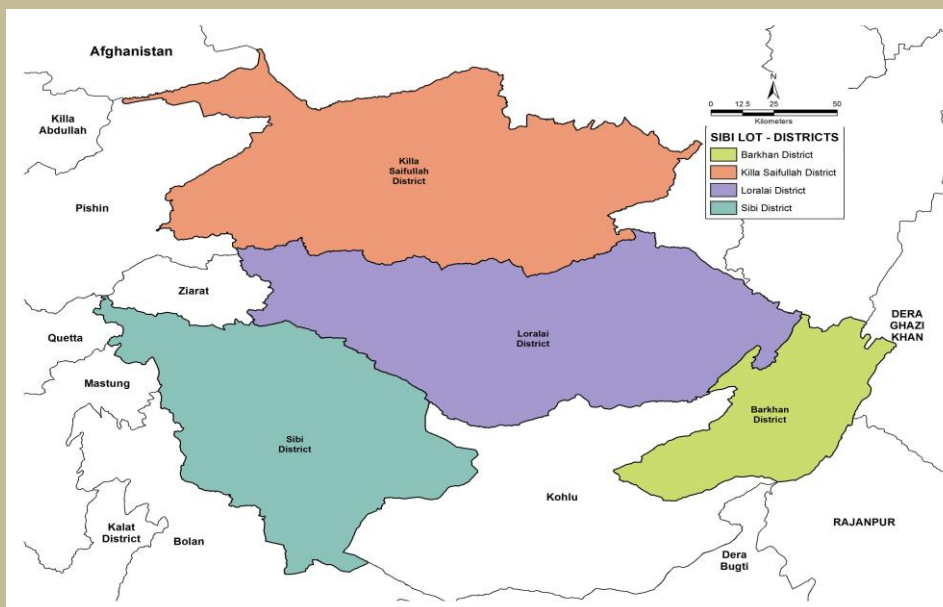 Afghanistan
Killa
Abdullah
Pishin
Killa
Saifullah
District
N
0 12.5 25 50
Kilometers
SIBI LOT - DISTRICTS
Barkhan District
Killa Saifullah District
Loralai District
Sibi District
Ziarat
Quetta
Mastung
Loralai
District
DERA
GHAZI
KHAN
Barkhan
District
Sibi
District
Kohlu
Kalat
District
Bolan
Dera
Bugti
RAJANPUR